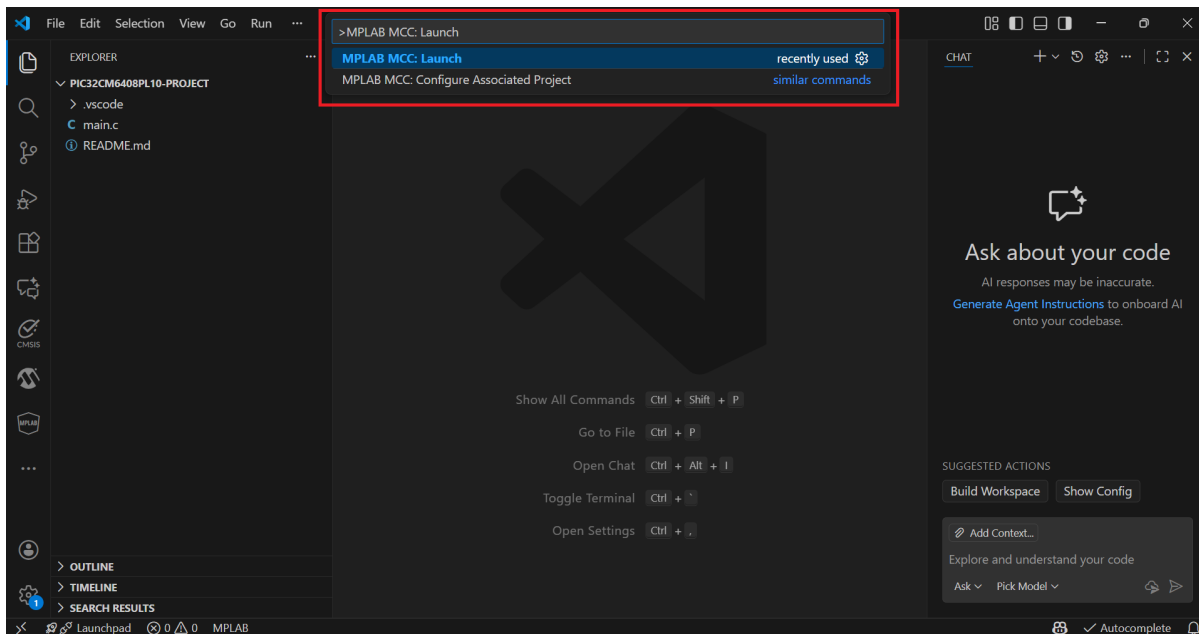 File Edit Selection View Go Run ...
>MPLAB MCC: Launch
MPLAB MCC: Launch recently used
MPLAB MCC: Configure Associated Project similar commands
EXPLORER ...
PIC32CM6408PL10-PROJECT
> .vscode
C main.c
README.md
CMSIS
MPLAB
Show All Commands Ctrl + Shift + P
Go to File Ctrl + P
Open Chat Ctrl + Alt + I
Toggle Terminal Ctrl + `
Open Settings Ctrl + ,
CHAT
Ask about your code
AI responses may be inaccurate.
Generate Agent Instructions to onboard AI
onto your codebase.
SUGGESTED ACTIONS
Build Workspace Show Config
Add Context...
Explore and understand your code
Ask Pick Model
> OUTLINE
> TIMELINE
> SEARCH RESULTS
1
Launchpad 0 0 MPLAB
Autocomplete